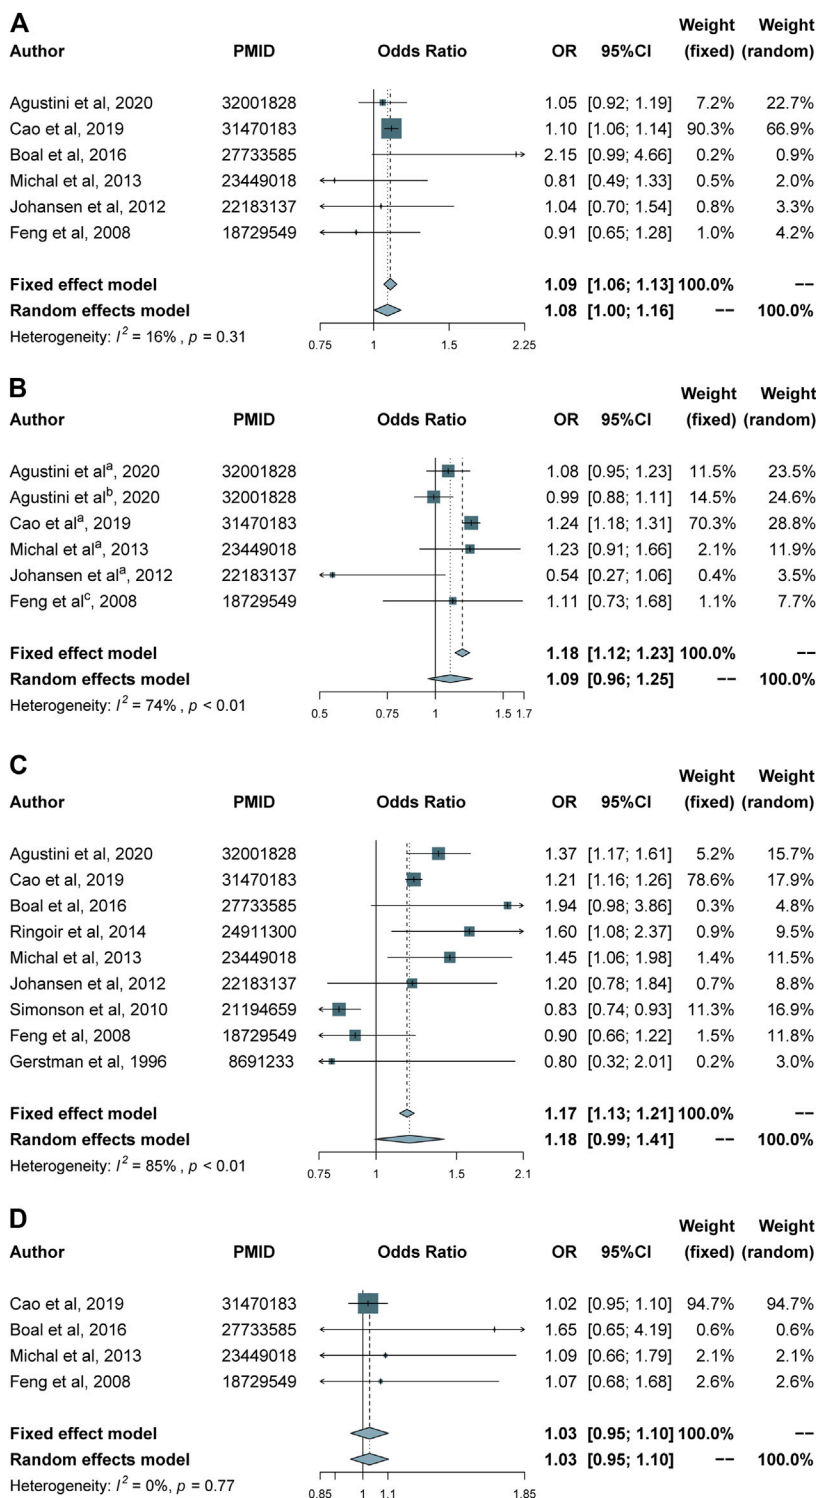 A
Weight Weight
Author PMID Odds Ratio OR 95%CI (fixed) (random)
Agustini et al, 2020 32001828 1.05 [0.92; 1.19] 7.2% 22.7%
Cao et al, 2019 31470183 1.10 [1.06; 1.14] 90.3% 66.9%
Boal et al, 2016 27733585 2.15 [0.99; 4.66] 0.2% 0.9%
Michal et al, 2013 23449018 0.81 [0.49; 1.33] 0.5% 2.0%
Johansen et al, 2012 22183137 1.04 [0.70; 1.54] 0.8% 3.3%
Feng et al, 2008 18729549 0.91 [0.65; 1.28] 1.0% 4.2%
Fixed effect model 1.09 [1.06; 1.13] 100.0% −−
Random effects model 1.08 [1.00; 1.16] −− 100.0%
Heterogeneity: I² = 16% , p = 0.31
0.75 1 1.5 2.25
B
Weight Weight
Author PMID Odds Ratio OR 95%CI (fixed) (random)
Agustini etalᵃ, 2020 32001828 1.08 [0.95; 1.23] 11.5% 23.5%
Agustini et alᵇ, 2020 32001828 0.99 [0.88; 1.11] 14.5% 24.6%
Cao et alᵃ, 2019 31470183 1.24 [1.18; 1.31] 70.3% 28.8%
Michal et alᵃ, 2013 23449018 1.23 [0.91; 1.66] 2.1% 11.9%
Johansen et alᵃ, 2012 22183137 0.54 [0.27; 1.06] 0.4% 3.5%
Feng et alᶜ, 2008 18729549 1.11 [0.73; 1.68] 1.1% 7.7%
Fixed effect model 1.18 [1.12; 1.23] 100.0% −−
Random effects model 1.09 [0.96; 1.25] −− 100.0%
Heterogeneity: I² = 74% , p < 0.01
0.5 0.75 1 1.5 1.7
C
Weight Weight
Author PMID Odds Ratio OR 95%CI (fixed) (random)
Agustini et al, 2020 32001828 1.37 [1.17; 1.61] 5.2% 15.7%
Cao et al, 2019 31470183 1.21 [1.16; 1.26] 78.6% 17.9%
Boal et al, 2016 27733585 1.94 [0.98; 3.86] 0.3% 4.8%
Ringoir et al, 2014 24911300 1.60 [1.08; 2.37] 0.9% 9.5%
Michal et al, 2013 23449018 1.45 [1.06; 1.98] 1.4% 11.5%
Johansen et al, 2012 22183137 1.20 [0.78; 1.84] 0.7% 8.8%
Simonson et al, 2010 21194659 0.83 [0.74; 0.93] 11.3% 16.9%
Feng et al, 2008 18729549 0.90 [0.66; 1.22] 1.5% 11.8%
Gerstman et al, 1996 8691233 0.80 [0.32; 2.01] 0.2% 3.0%
Fixed effect model 1.17 [1.13; 1.21] 100.0% −−
Random effects model 1.18 [0.99; 1.41] −− 100.0%
Heterogeneity: I² = 85% , p < 0.01
0.75 1 1.5 2.1
D
Weight Weight
Author PMID Odds Ratio OR 95%CI (fixed) (random)
Cao et al, 2019 31470183 1.02 [0.95; 1.10] 94.7% 94.7%
Boal et al, 2016 27733585 1.65 [0.65; 4.19] 0.6% 0.6%
Michal et al, 2013 23449018 1.09 [0.66; 1.79] 2.1% 2.1%
Feng et al, 2008 18729549 1.07 [0.68; 1.68] 2.6% 2.6%
Fixed effect model 1.03 [0.95; 1.10] 100.0% −−
Random effects model 1.03 [0.95; 1.10] −− 100.0%
Heterogeneity: I² = 0%, p = 0.77
0.85 1 1.1 1.85